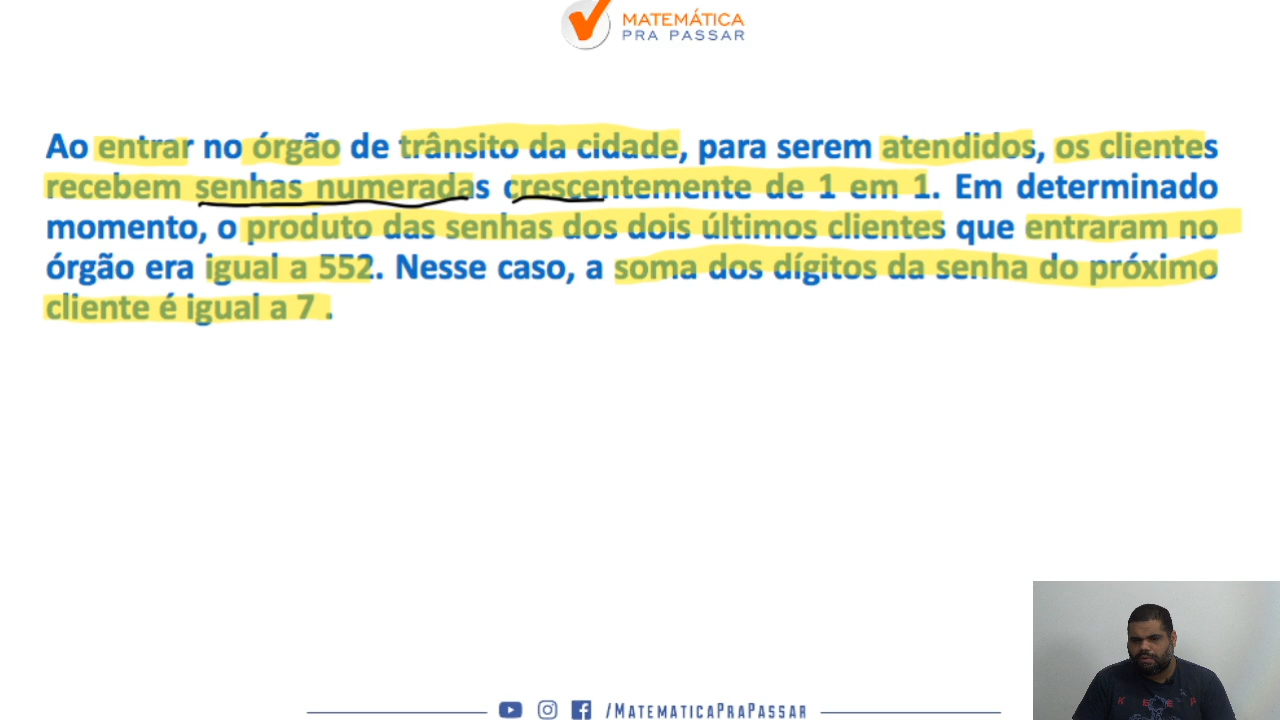 MATEMÁTICA
PRA PASSAR
Ao entrar no órgão de trânsito da cidade, para serem atendidos, os clientes
recebem senhas numeradas crescentemente de 1 em 1. Em determinado
momento, o produto das senhas dos dois últimos clientes que entraram no
órgão era igual a 552. Nesse caso, a soma dos dígitos da senha do próximo
cliente é igual a 7 .
/MATEMATICAPRAPASSAR
KEEP